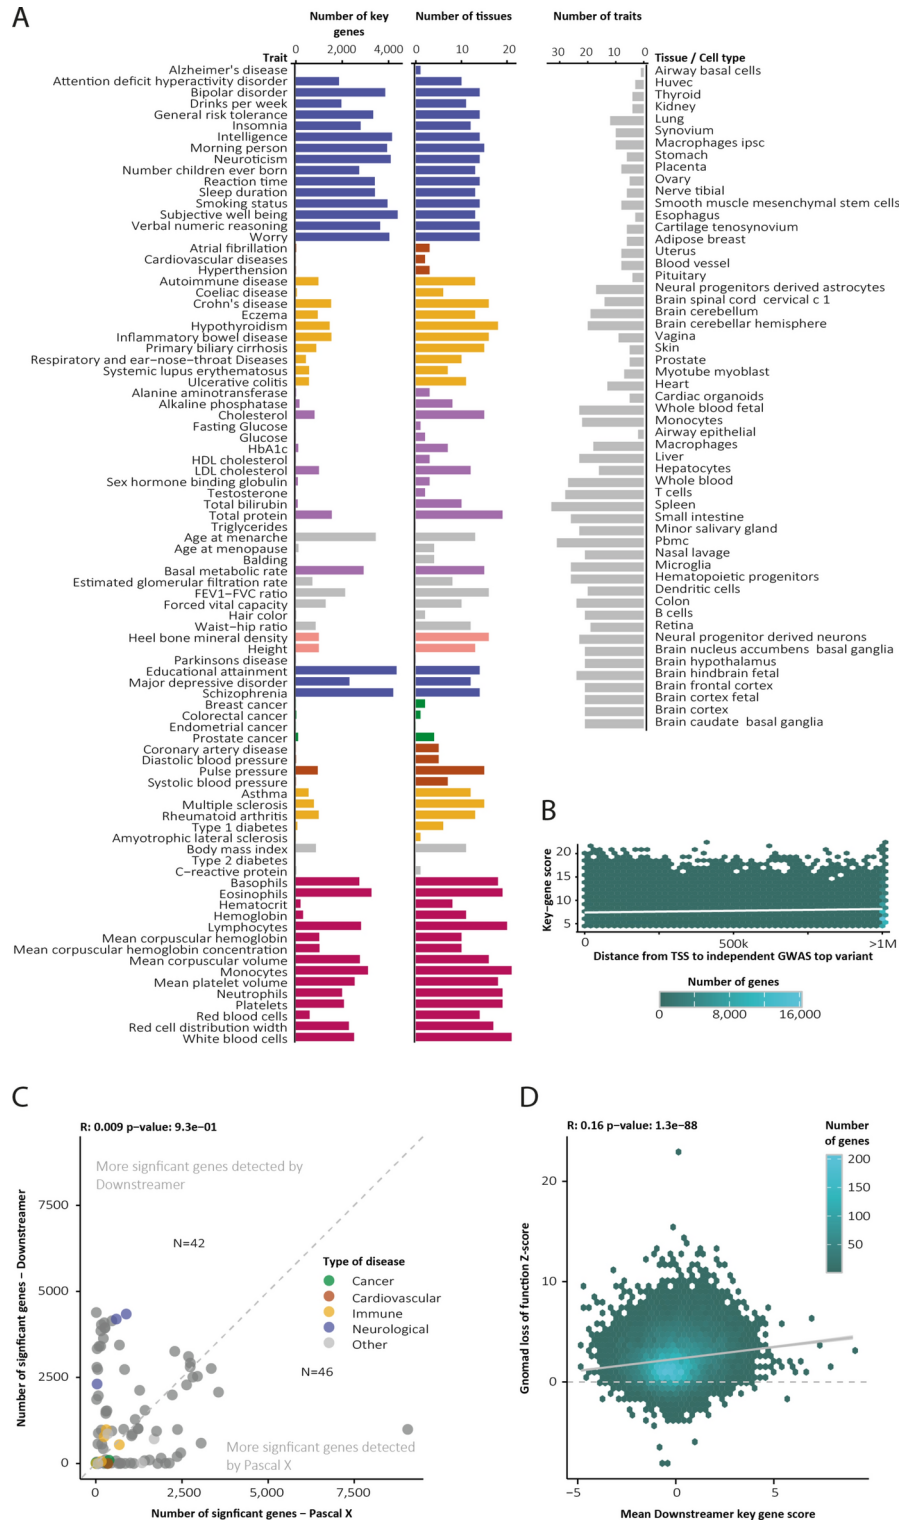 A
Number of key
genes
Number of tissues
Number of traits
Trait
0 2,000 4,000
0 10 20
30 20 10 0
Tissue / Cell type
Alzheimer's disease
Attention deficit hyperactivity disorder
Bipolar disorder
Drinks per week
General risk tolerance
Insomnia
Intelligence
Morning person
Neuroticism
Number children ever born
Reaction time
Sleep duration
Smoking status
Subjective well being
Verbal numeric reasoning
Worry
Atrial fibrillation
Cardiovascular diseases
Hyperthension
Autoimmune disease
Coeliac disease
Crohn's disease
Eczema
Hypothyroidism
Inflammatory bowel disease
Primary biliary cirrhosis
Respiratory and ear−nose−throat Diseases
Systemic lupus erythematosus
Ulcerative colitis
Alanine aminotransferase
Alkaline phosphatase
Cholesterol
Fasting Glucose
Glucose
HbA1c
HDL cholesterol
LDL cholesterol
Sex hormone binding globulin
Testosterone
Total bilirubin
Total protein
Triglycerides
Age at menarche
Age at menopause
Balding
Basal metabolic rate
Estimated glomerular filtration rate
FEV1−FVC ratio
Forced vital capacity
Hair color
Waist−hip ratio
Heel bone mineral density
Height
Parkinsons disease
Educational attainment
Major depressive disorder
Schizophrenia
Breast cancer
Colorectal cancer
Endometrial cancer
Prostate cancer
Coronary artery disease
Diastolic blood pressure
Pulse pressure
Systolic blood pressure
Asthma
Multiple sclerosis
Rheumatoid arthritis
Type 1 diabetes
Amyotrophic lateral sclerosis
Body mass index
Type 2 diabetes
C−reactive protein
Basophils
Eosinophils
Hematocrit
Hemoglobin
Lymphocytes
Mean corpuscular hemoglobin
Mean corpuscular hemoglobin concentration
Mean corpuscular volume
Monocytes
Mean platelet volume
Neutrophils
Platelets
Red blood cells
Red cell distribution width
White blood cells
Airway basal cells
Huvec
Thyroid
Kidney
Lung
Synovium
Macrophages ipsc
Stomach
Placenta
Ovary
Nerve tibial
Smooth muscle mesenchymal stem cells
Esophagus
Cartilage tenosynovium
Adipose breast
Uterus
Blood vessel
Pituitary
Neural progenitors derived astrocytes
Brain spinal cord cervical c 1
Brain cerebellum
Brain cerebellar hemisphere
Vagina
Skin
Prostate
Myotube myoblast
Heart
Cardiac organoids
Whole blood fetal
Monocytes
Airway epithelial
Macrophages
Liver
Hepatocytes
Whole blood
T cells
Spleen
Small intestine
Minor salivary gland
Pbmc
Nasal lavage
Microglia
Hematopoietic progenitors
Dendritic cells
Colon
B cells
Retina
Neural progenitor derived neurons
Brain nucleus accumbens basal ganglia
Brain hypothalamus
Brain hindbrain fetal
Brain frontal cortex
Brain cortex fetal
Brain cortex
Brain caudate basal ganglia
B
Key−gene score
20
15
10
5
0 500k >1M
Distance from TSS to independent GWAS top variant
Number of genes
0 8,000 16,000
C
R: 0.009 p−value: 9.3e−01
More signficant genes detected by
Downstreamer
N=42
Type of disease
Cancer
Cardiovascular
Immune
Neurological
Other
N=46
More signficant genes detected
by Pascal X
Number of signficant genes − Downstreamer
7500
5000
2500
0
0 2,500 5,000 7,500
Number of signficant genes − Pascal X
D
R: 0.16 p−value: 1.3e−88
Number
of genes
200
150
100
50
Gnomad loss of function Z−score
20
10
0
−5 0 5
Mean Downstreamer key gene score